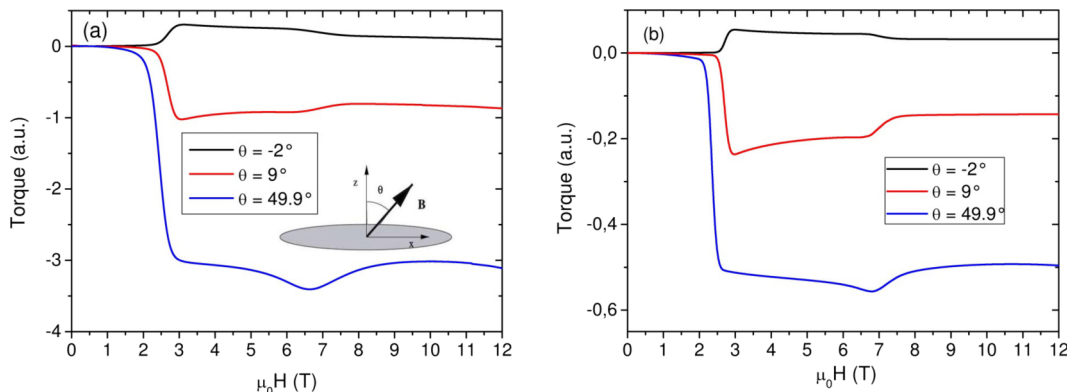 (a)
0
-1
-2
-3
-4
Torque (a.u.)
θ = -2°
θ = 9°
θ = 49.9°
z
θ
B
x
0 1 2 3 4 5 6 7 8 9 10 11 12
μ₀H (T)
(b)
0,0
-0,2
-0,4
-0,6
Torque (a.u.)
θ = -2°
θ = 9°
θ = 49.9°
0 1 2 3 4 5 6 7 8 9 10 11 12
μ₀H (T)